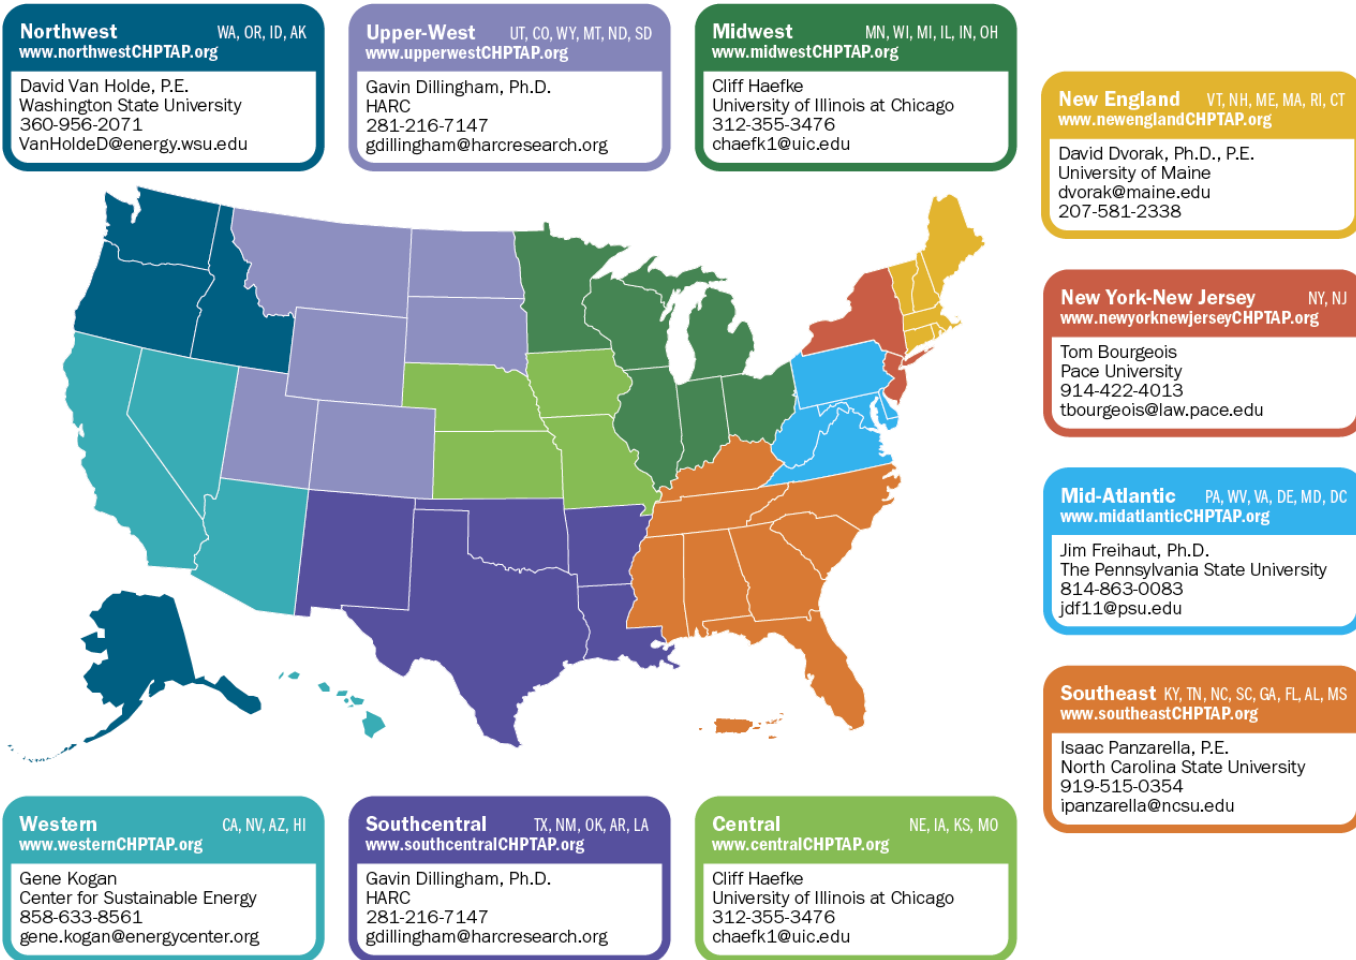 Northwest WA, OR, ID, AK
www.northwestCHPTAP.org
David Van Holde, P.E.
Washington State University
360-956-2071
VanHoldeD@energy.wsu.edu
Upper-West UT, CO, WY, MT, ND, SD
www.upperwestCHPTAP.org
Gavin Dillingham, Ph.D.
HARC
281-216-7147
gdillingham@harcresearch.org
Midwest MN, WI, MI, IL, IN, OH
www.midwestCHPTAP.org
Cliff Haefke
University of Illinois at Chicago
312-355-3476
chaefk1@uic.edu
New England VT, NH, ME, MA, RI, CT
www.newenglandCHPTAP.org
David Dvorak, Ph.D., P.E.
University of Maine
dvorak@maine.edu
207-581-2338
New York-New Jersey NY, NJ
www.newyorknewjerseyCHPTAP.org
Tom Bourgeois
Pace University
914-422-4013
tbourgeois@law.pace.edu
Mid-Atlantic PA, WV, VA, DE, MD, DC
www.midatlanticCHPTAP.org
Jim Freihaut, Ph.D.
The Pennsylvania State University
814-863-0083
jdf11@psu.edu
Southeast KY, TN, NC, SC, GA, FL, AL, MS
www.southeastCHPTAP.org
Isaac Panzarella, P.E.
North Carolina State University
919-515-0354
ipanzarella@ncsu.edu
Western CA, NV, AZ, HI
www.westernCHPTAP.org
Gene Kogan
Center for Sustainable Energy
858-633-8561
gene.kogan@energycenter.org
Southcentral TX, NM, OK, AR, LA
www.southcentralCHPTAP.org
Gavin Dillingham, Ph.D.
HARC
281-216-7147
gdillingham@harcresearch.org
Central NE, IA, KS, MO
www.centralCHPTAP.org
Cliff Haefke
University of Illinois at Chicago
312-355-3476
chaefk1@uic.edu